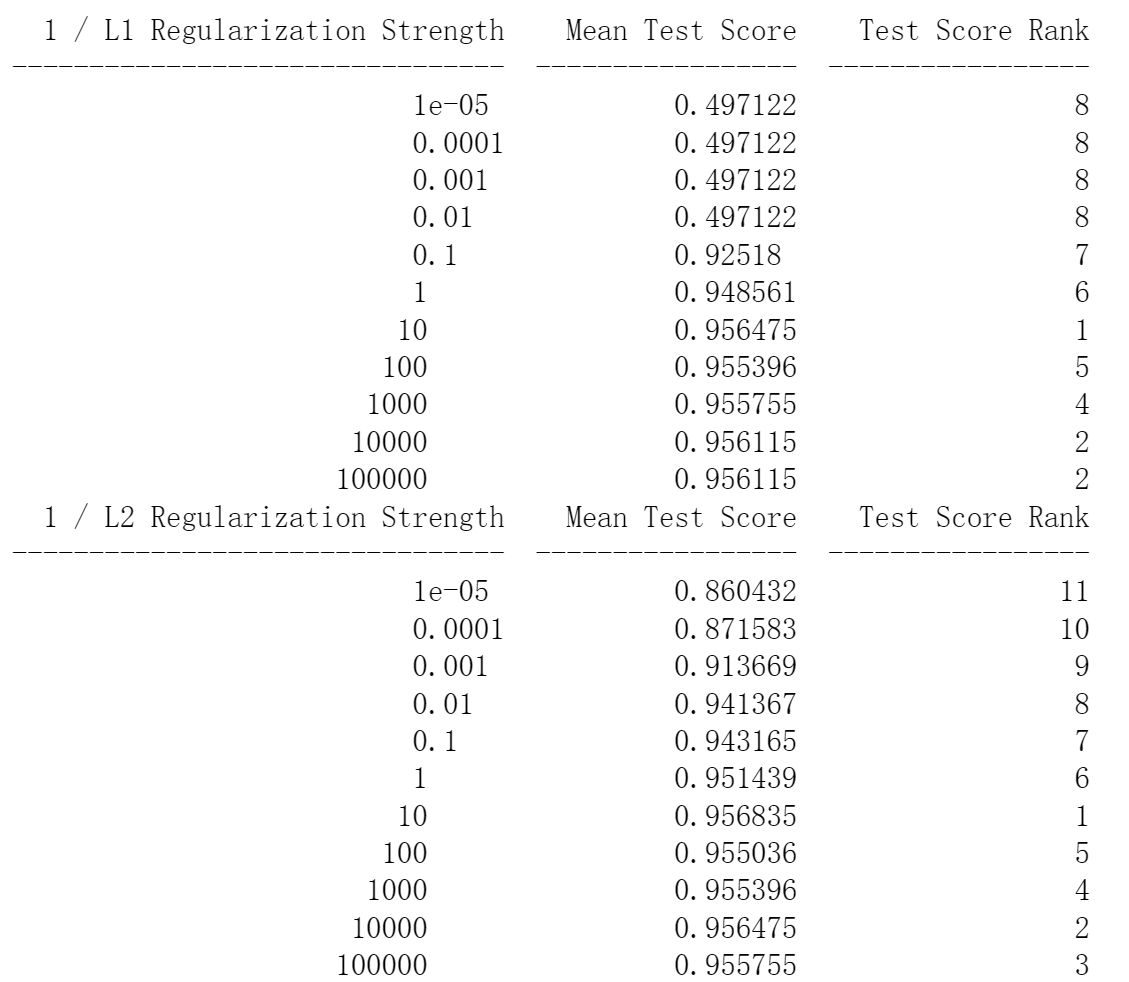 1 / L1 Regularization Strength    Mean Test Score    Test Score Rank
--------------------------------  -----------------  -----------------
1e-05    0.497122    8
0.0001    0.497122    8
0.001    0.497122    8
0.01    0.497122    8
0.1    0.92518    7
1    0.948561    6
10    0.956475    1
100    0.955396    5
1000    0.955755    4
10000    0.956115    2
100000    0.956115    2
1 / L2 Regularization Strength    Mean Test Score    Test Score Rank
--------------------------------  -----------------  -----------------
1e-05    0.860432    11
0.0001    0.871583    10
0.001    0.913669    9
0.01    0.941367    8
0.1    0.943165    7
1    0.951439    6
10    0.956835    1
100    0.955036    5
1000    0.955396    4
10000    0.956475    2
100000    0.955755    3